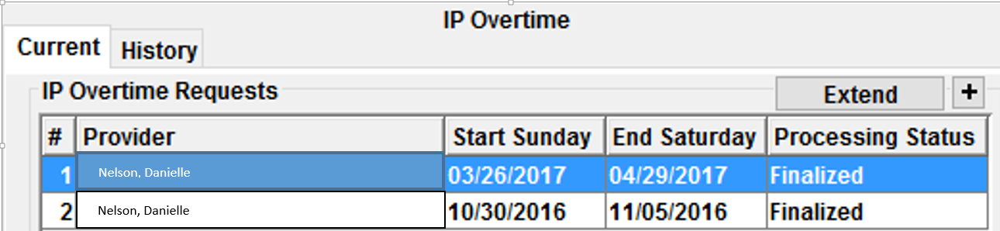 IP Overtime
Current History
IP Overtime Requests Extend +
# Provider Start Sunday End Saturday Processing Status
1 Nelson, Danielle 03/26/2017 04/29/2017 Finalized
2 Nelson, Danielle 10/30/2016 11/05/2016 Finalized